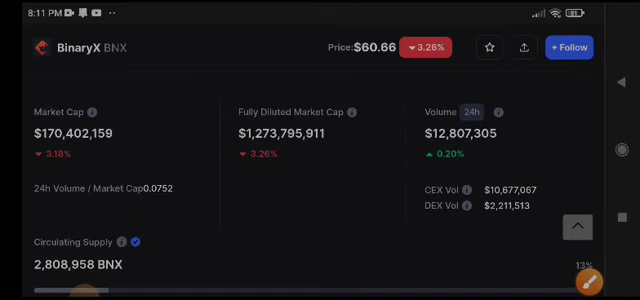 8:11 PM
81
BinaryX BNX
Price:$60.66 3.26%
+ Follow
Market Cap
Fully Diluted Market Cap
Volume 24h
$170,402,159
$1,273,795,911
$12,807,305
3.18%
3.26%
0.20%
24h Volume / Market Cap0.0752
CEX Vol $10,677,067
DEX Vol $2,211,513
Circulating Supply
2,808,958 BNX
13%